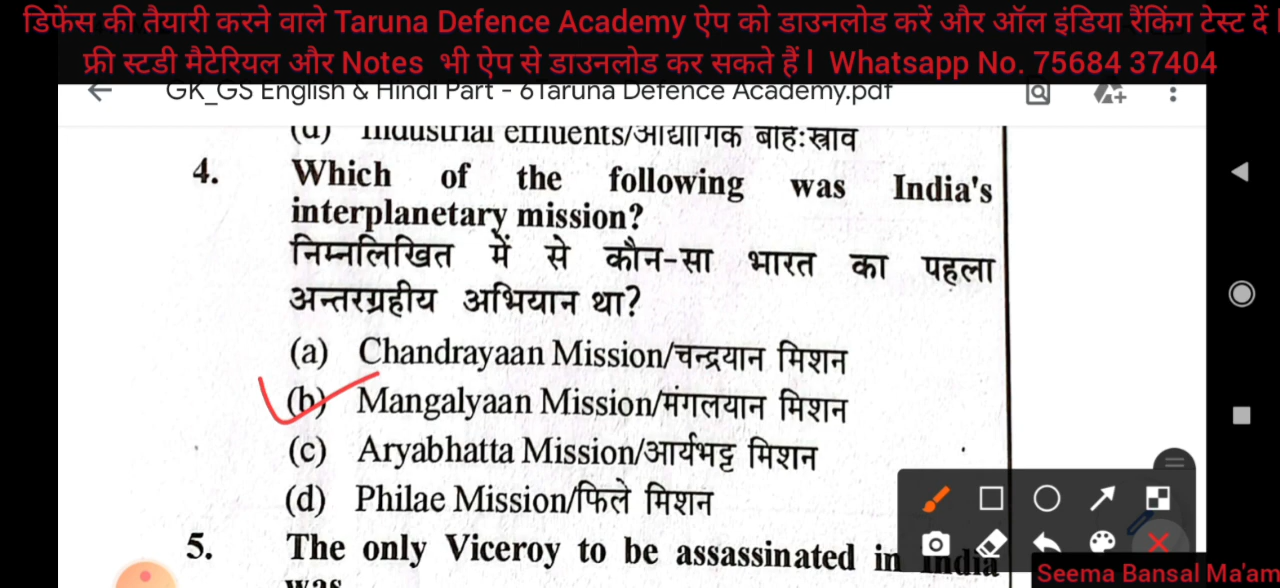 डिफेंस की तैयारी करने वाले Taruna Defence Academy ऐप को डाउनलोड करें और ऑल इंडिया रैंकिंग टेस्ट दें।
फ्री स्टडी मैटेरियल और Notes भी ऐप से डाउनलोड कर सकते हैं l Whatsapp No. 75684 37404
GK_GS English & Hindi Part - 6Taruna Defence Academy.pdf
(d) Industrial effluents/औद्योगिक बहि:स्राव
4. Which of the following was India's
interplanetary mission?
निम्नलिखित में से कौन-सा भारत का पहला
अन्तरग्रहीय अभियान था?
(a) Chandrayaan Mission/चन्द्रयान मिशन
(b) Mangalyaan Mission/मंगलयान मिशन
(c) Aryabhatta Mission/आर्यभट्ट मिशन
(d) Philae Mission/फिले मिशन
5. The only Viceroy to be assassinated in India
was
Seema Bansal Ma'am